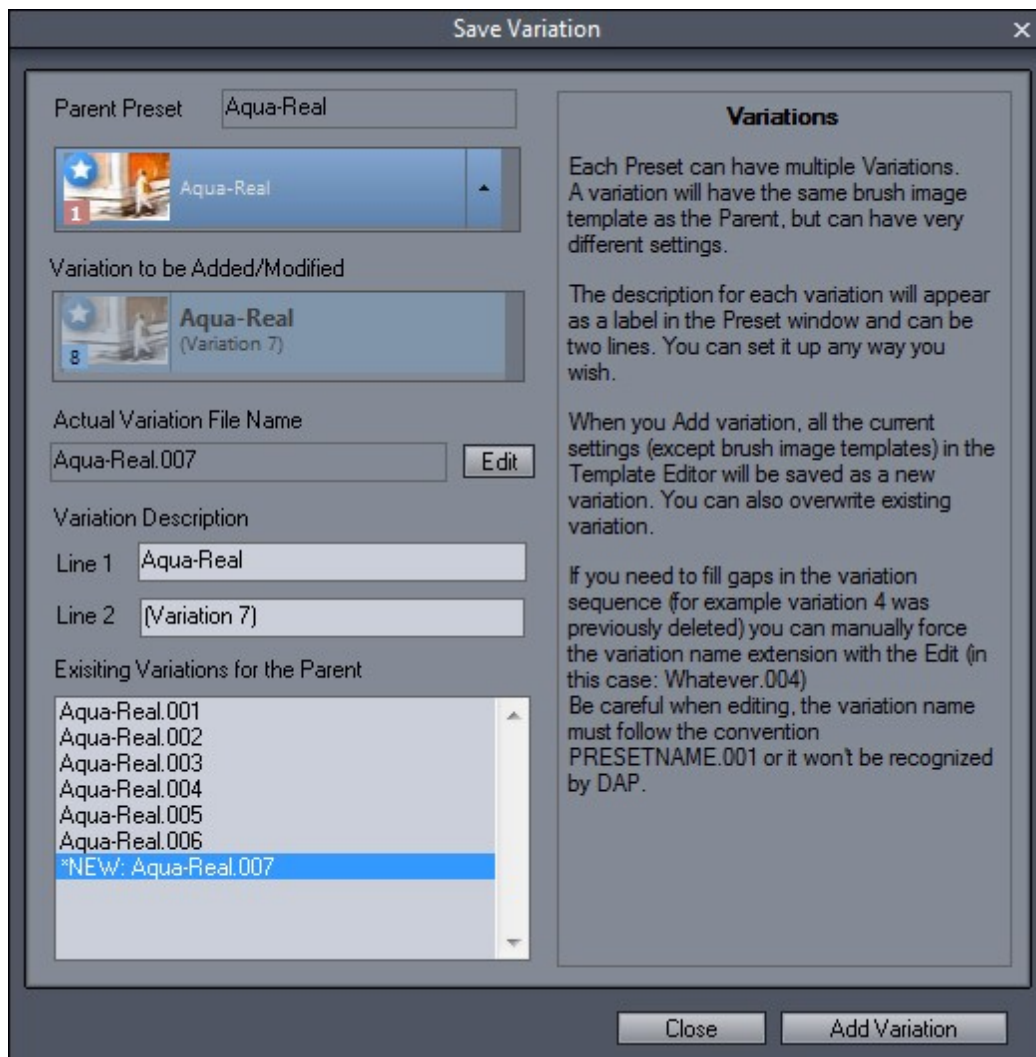 Save Variation
Parent Preset
Aqua-Real
Aqua-Real
1
Variation to be Added/Modified
Aqua-Real
(Variation 7)
8
Actual Variation File Name
Aqua-Real.007
Edit
Variation Description
Line 1
Aqua-Real
Line 2
(Variation 7)
Exisiting Variations for the Parent
Aqua-Real.001
Aqua-Real.002
Aqua-Real.003
Aqua-Real.004
Aqua-Real.005
Aqua-Real.006
*NEW: Aqua-Real.007
Variations
Each Preset can have multiple Variations.
A variation will have the same brush image
template as the Parent, but can have very
different settings.
The description for each variation will appear
as a label in the Preset window and can be
two lines. You can set it up any way you
wish.
When you Add variation, all the current
settings (except brush image templates) in the
Template Editor will be saved as a new
variation. You can also overwrite existing
variation.
If you need to fill gaps in the variation
sequence (for example variation 4 was
previously deleted) you can manually force
the variation name extension with the Edit (in
this case: Whatever.004)
Be careful when editing, the variation name
must follow the convention
PRESETNAME.001 or it won't be recognized
by DAP.
Close
Add Variation